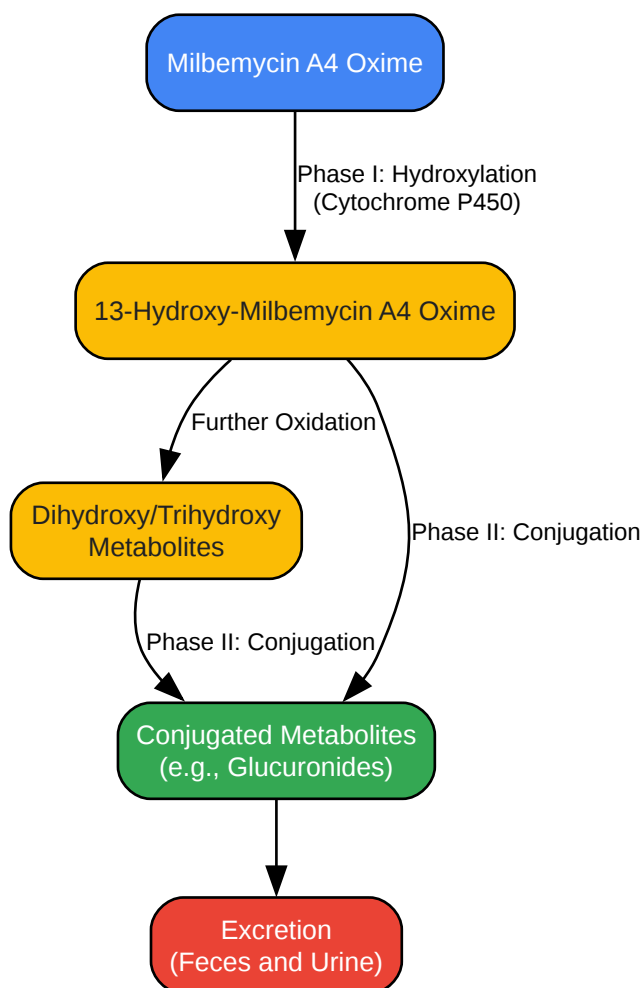 Milbemycin A4 Oxime
Phase I: Hydroxylation
(Cytochrome P450)
13-Hydroxy-Milbemycin A4 Oxime
Further Oxidation
Dihydroxy/Trihydroxy
Metabolites
Phase II: Conjugation
Phase II: Conjugation
Conjugated Metabolites
(e.g., Glucuronides)
Excretion
(Feces and Urine)